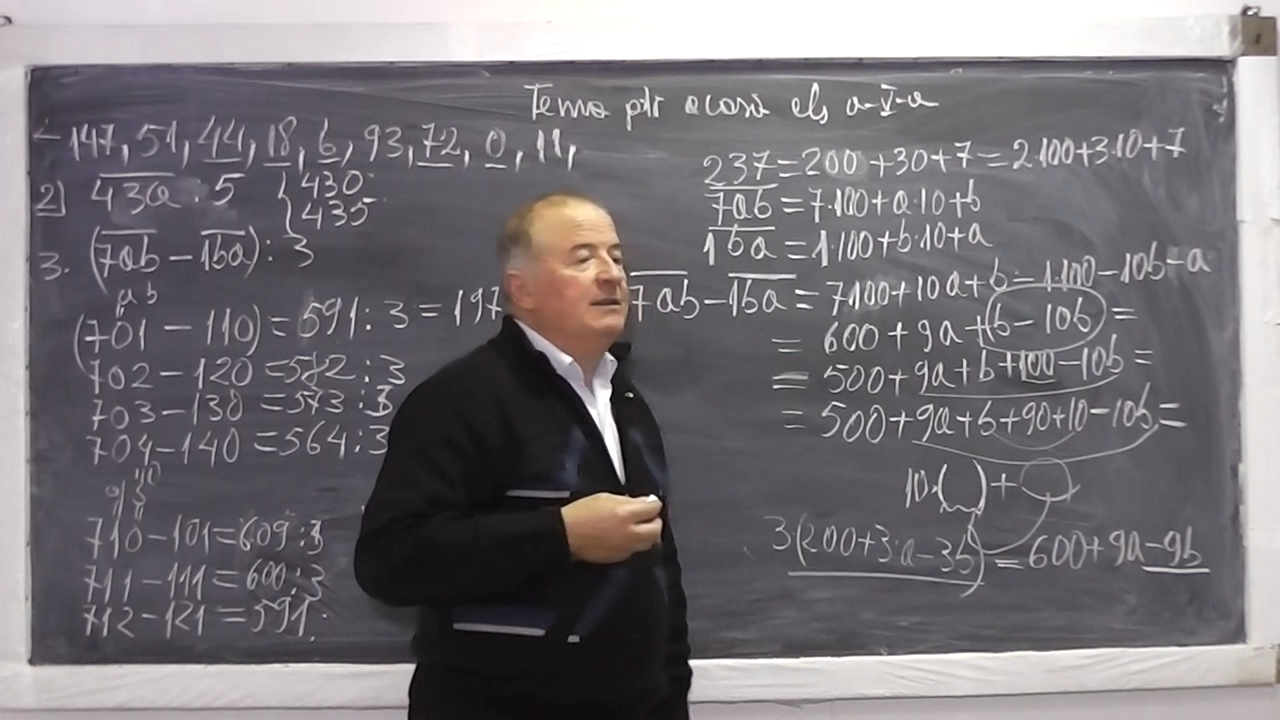 Tema ptr acasă cls a-V-a
147, 51, 44, 18, 6, 93, 72, 0, 11,
2) 43a : 5 { 430 435
3. (7ab − 1ba) : 3
a b
(701 − 110) = 591 : 3 = 197
702 − 120 = 582 : 3
703 − 130 = 573 : 3
704 − 140 = 564 : 3
710 − 101 = 609 : 3
711 − 111 = 600 : 3
712 − 121 = 591 :
237 = 200 + 30 + 7 = 2·100+3·10+7
7ab = 7·100 + a·10 + b
1ba = 1·100 + b·10 + a
7ab − 1ba = 7·100 + 10a + b − 1·100 − 10b − a
= 600 + 9a + b − 10b =
= 500 + 9a + b + 100 − 10b =
= 500 + 9a + b + 90 + 10 − 10b =
10·( ) +
3(200+3·a−3b) = 600 + 9a − 9b